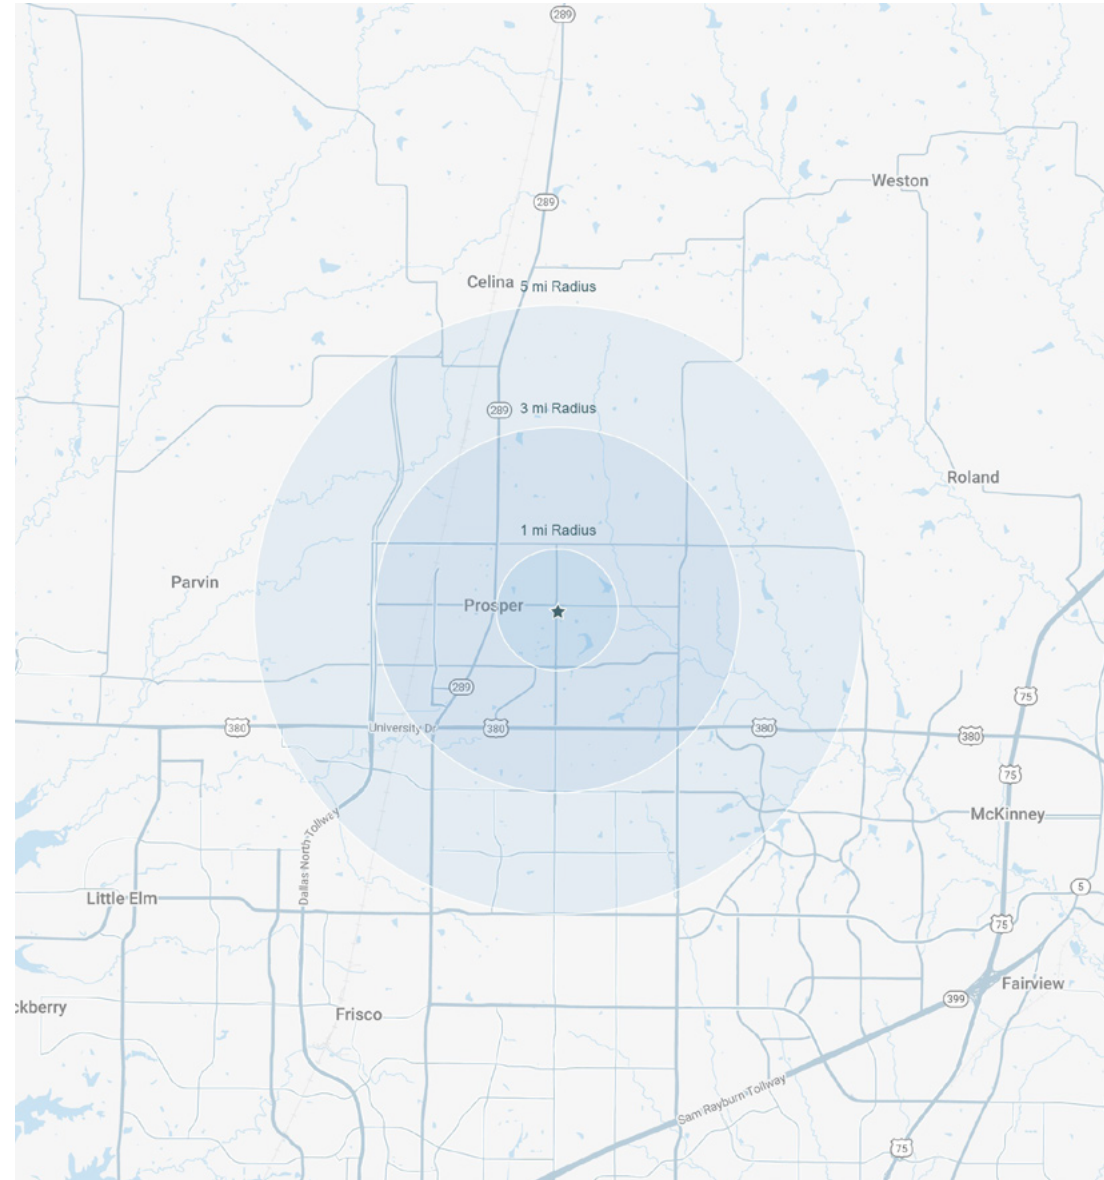 289
Weston
289
Celina
5 mi Radius
289
3 mi Radius
Roland
1 mi Radius
Parvin
Prosper
289
75
380
University Dr
380
380
380
75
Dallas North Tollway
McKinney
5
Little Elm
75
Fairview
399
ckberry
Frisco
Sam Rayburn Tollway
75